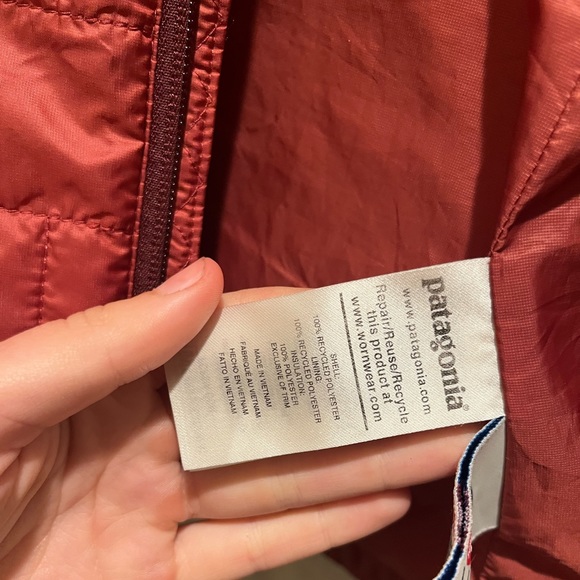 patagonia®
www.patagonia.com
Repair/Reuse/Recycle
this product at
www.wornwear.com
SHELL:
100% RECYCLED POLYESTER
LINING:
100% RECYCLED POLYESTER
INSULATION:
100% POLYESTER
EXCLUSIVE OF TRIM
MADE IN VIETNAM
FABRIQUÉ AU VIETNAM
HECHO EN VIETNAM
FATTO IN VIETNAM